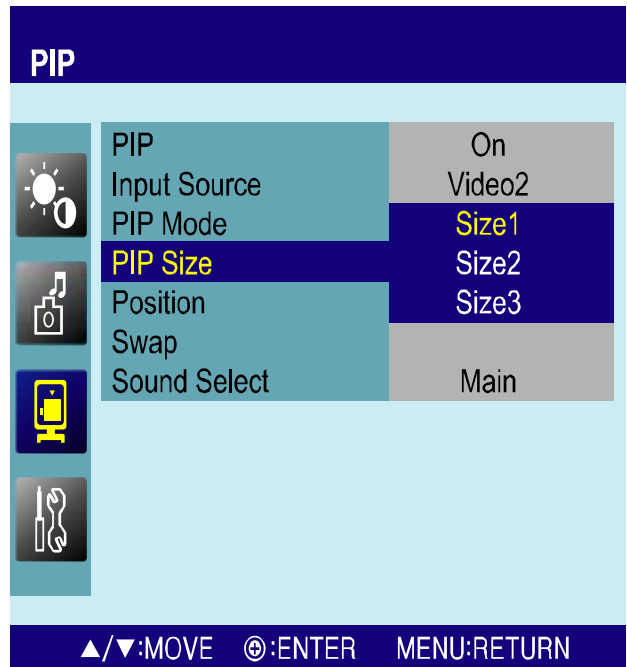 PIP
PIP On
Input Source Video2
PIP Mode Size1
PIP Size Size2
Position Size3
Swap
Sound Select Main
▲/▼:MOVE ⊕:ENTER MENU:RETURN